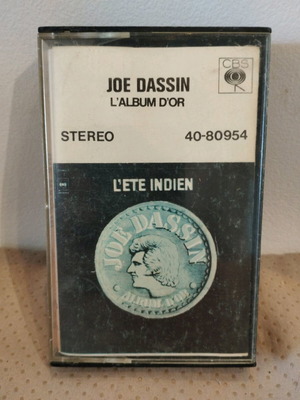 CBS
JOE DASSIN
L'ALBUM D'OR
STEREO 40-80954
L'ETE INDIEN
JOE DASSIN